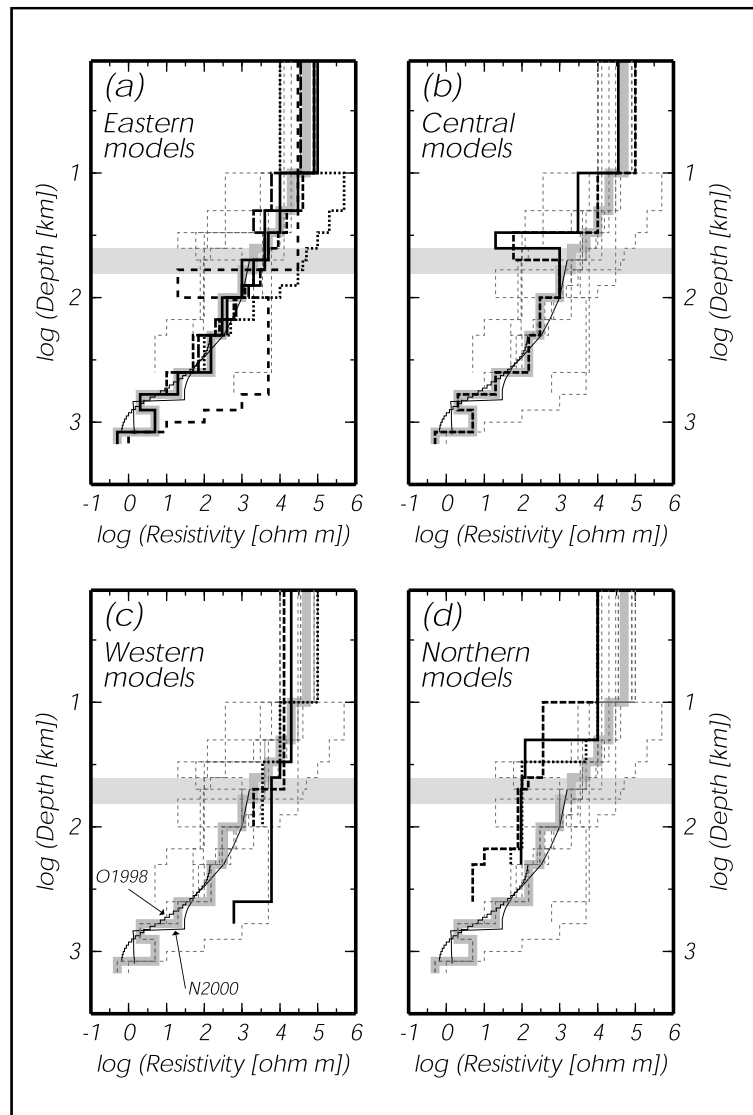 (a)
Eastern
models
(b)
Central
models
log (Depth [km])
1
2
3
log (Depth [km])
1
2
3
-1 0 1 2 3 4 5 6
-1 0 1 2 3 4 5 6
log (Resistivity [ohm m])
log (Resistivity [ohm m])
(c)
Western
models
(d)
Northern
models
log (Depth [km])
1
2
3
log (Depth [km])
1
2
3
O1998
N2000
-1 0 1 2 3 4 5 6
-1 0 1 2 3 4 5 6
log (Resistivity [ohm m])
log (Resistivity [ohm m])